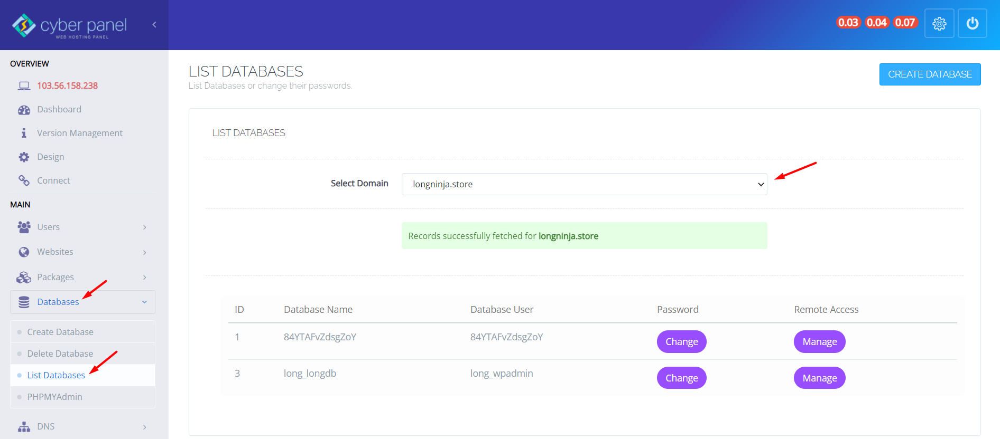 cyber panel
WEB HOSTING PANEL
0.03 0.04 0.07
OVERVIEW
103.56.158.238
Dashboard
Version Management
Design
Connect
MAIN
Users
Websites
Packages
Databases
Create Database
Delete Database
List Databases
PHPMYAdmin
DNS
LIST DATABASES
List Databases or change their passwords.
CREATE DATABASE
LIST DATABASES
Select Domain longninja.store
Records successfully fetched for longninja.store
ID Database Name Database User Password Remote Access
1 84YTAFvZdsgZoY 84YTAFvZdsgZoY Change Manage
3 long_longdb long_wpadmin Change Manage